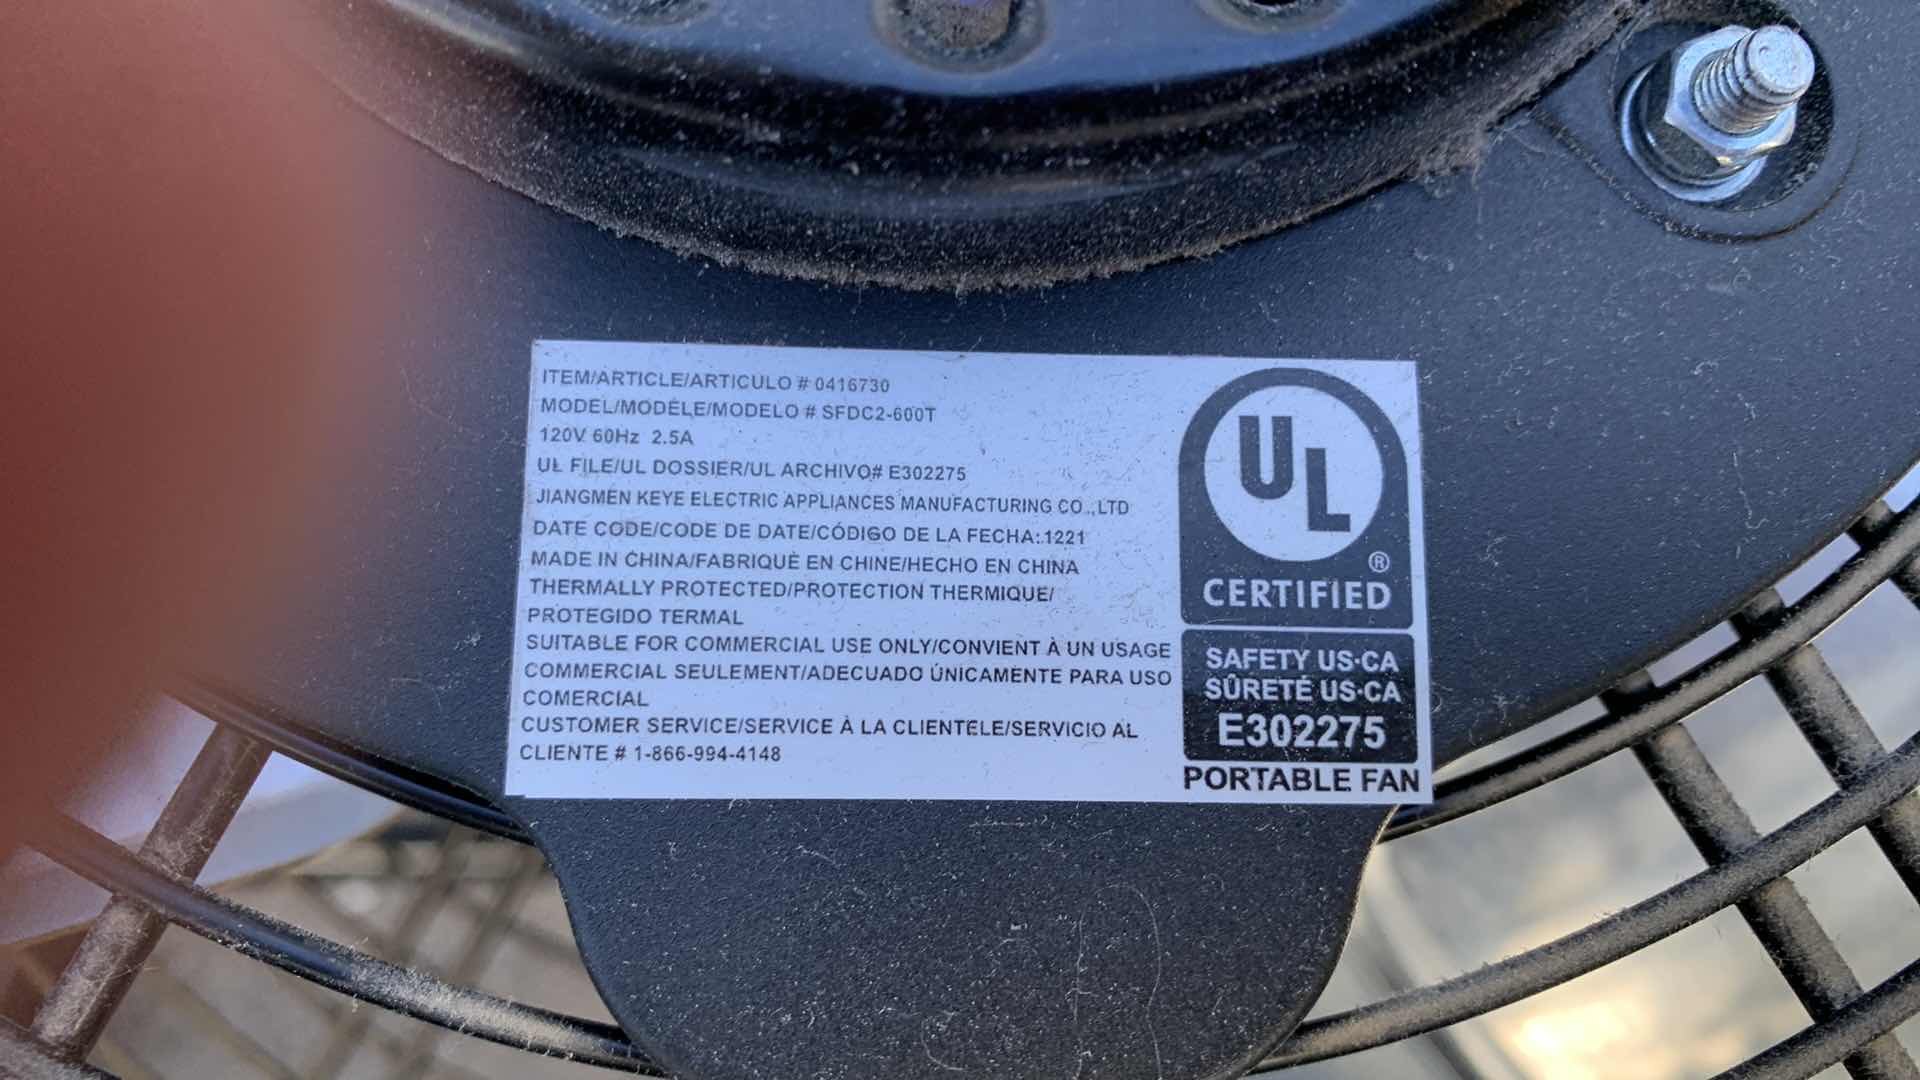 ITEM/ARTICLE/ARTICULO # 0416730
MODEL/MODÈLE/MODELO # SFDC2-600T
120V 60Hz 2.5A
UL FILE/UL DOSSIER/UL ARCHIVO# E302275
JIANGMEN KEYE ELECTRIC APPLIANCES MANUFACTURING CO.,LTD
DATE CODE/CODE DE DATE/CÓDIGO DE LA FECHA: 1221
MADE IN CHINA/FABRIQUÉ EN CHINE/HECHO EN CHINA
THERMALLY PROTECTED/PROTECTION THERMIQUE/
PROTEGIDO TERMAL
SUITABLE FOR COMMERCIAL USE ONLY/CONVIENT À UN USAGE
COMMERCIAL SEULEMENT/ADECUADO ÚNICAMENTE PARA USO
COMERCIAL
CUSTOMER SERVICE/SERVICE À LA CLIENTÈLE/SERVICIO AL
CLIENTE # 1-866-994-4148
UL
®
CERTIFIED
SAFETY US·CA
SÛRETÉ US·CA
E302275
PORTABLE FAN